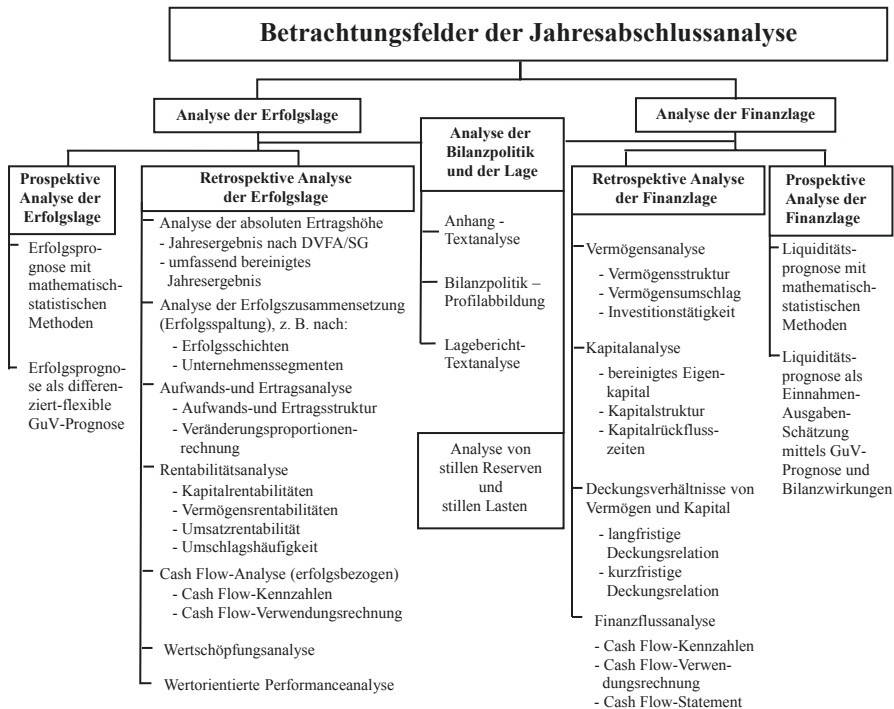 Betrachtungsfelder der Jahresabschlussanalyse
Analyse der Erfolgslage
Analyse der
Bilanzpolitik
und der Lage
Analyse der Finanzlage
Prospektive
Analyse der
Erfolgslage
Erfolgsprog-
nose mit
mathematisch-
statistischen
Methoden
Erfolgsprogno-
se als differen-
ziert-flexible
GuV-Prognose
Retrospektive Analyse
der Erfolgslage
Analyse der absoluten Ertragshöhe
- Jahresergebnis nach DVFA/SG
- umfassend bereinigtes
Jahresergebnis
Analyse der Erfolgszusammensetzung
(Erfolgsspaltung), z. B. nach:
- Erfolgsschichten
- Unternehmenssegmenten
Aufwands-und Ertragsanalyse
- Aufwands-und Ertragsstruktur
- Veränderungsproportionen-
rechnung
Rentabilitätsanalyse
- Kapitalrentabilitäten
- Vermögensrentabilitäten
- Umsatzrentabilität
- Umschlagshäufigkeit
Cash Flow-Analyse (erfolgsbezogen)
- Cash Flow-Kennzahlen
- Cash Flow-Verwendungsrechnung
Wertschöpfungsanalyse
Wertorientierte Performanceanalyse
Anhang -
Textanalyse
Bilanzpolitik –
Profilabbildung
Lagebericht-
Textanalyse
Analyse von
stillen Reserven
und
stillen Lasten
Retrospektive Analyse
der Finanzlage
Vermögensanalyse
- Vermögensstruktur
- Vermögensumschlag
- Investitionstätigkeit
Kapitalanalyse
- bereinigtes Eigen-
kapital
- Kapitalstruktur
- Kapitalrückfluss-
zeiten
Deckungsverhältnisse von
Vermögen und Kapital
- langfristige
Deckungsrelation
- kurzfristige
Deckungsrelation
Finanzflussanalyse
- Cash Flow-Kennzahlen
- Cash Flow-Verwen-
dungsrechnung
- Cash Flow-Statement
Prospektive
Analyse der
Finanzlage
Liquiditäts-
prognose mit
mathematisch-
statistischen
Methoden
Liquiditäts-
prognose als
Einnahmen-
Ausgaben-
Schätzung
mittels GuV-
Prognose und
Bilanzwirkungen